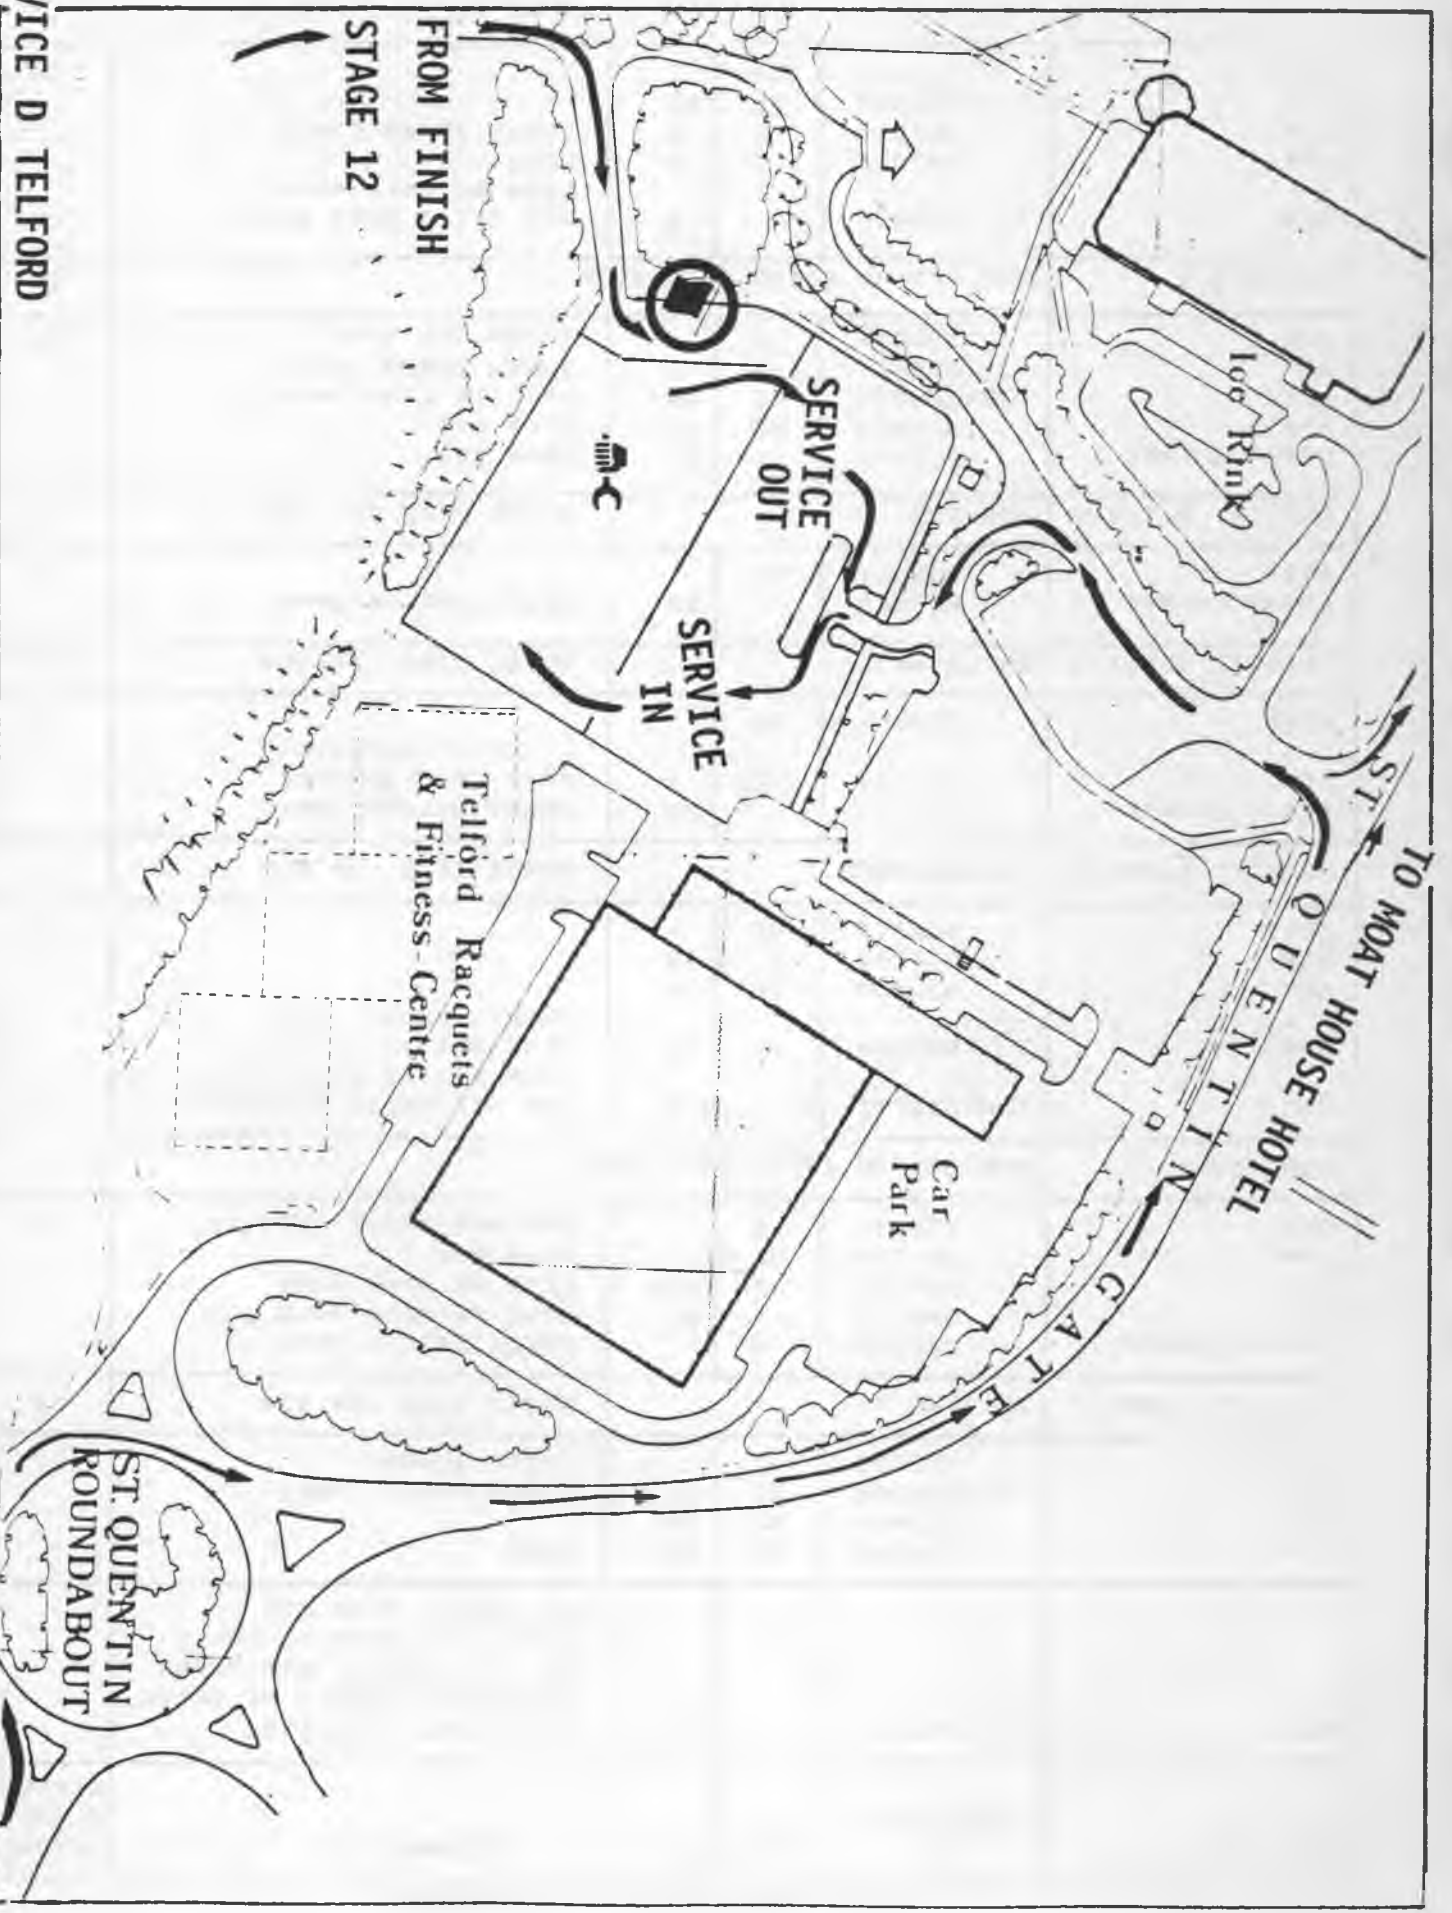 VICE D TELFORD
FROM FINISH
STAGE 12
SERVICE
OUT
SERVICE
IN
Ice Rink
ST. QUENTIN GATE
TO MOAT HOUSE HOTEL
Telford Racquets
& Fitness Centre
Car
Park
ST. QUENTIN
ROUNDABOUT